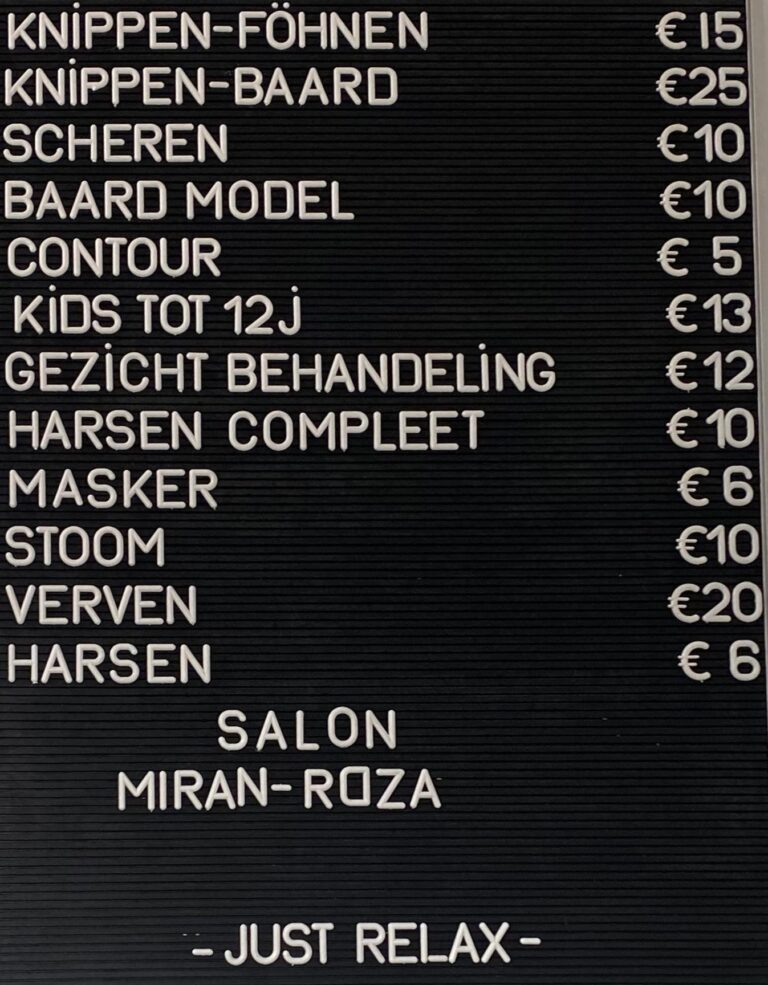 KNiPPEN-FÖHNEN €15
KNiPPEN-BAARD €25
SCHEREN €10
BAARD MODEL €10
CONTOUR € 5
KiDS TOT 12J €13
GEZiCHT BEHANDELiNG €12
HARSEN COMPLEET €10
MASKER € 6
STOOM €10
VERVEN €20
HARSEN € 6
SALON
MIRAN-ROZA
- JUST RELAX -